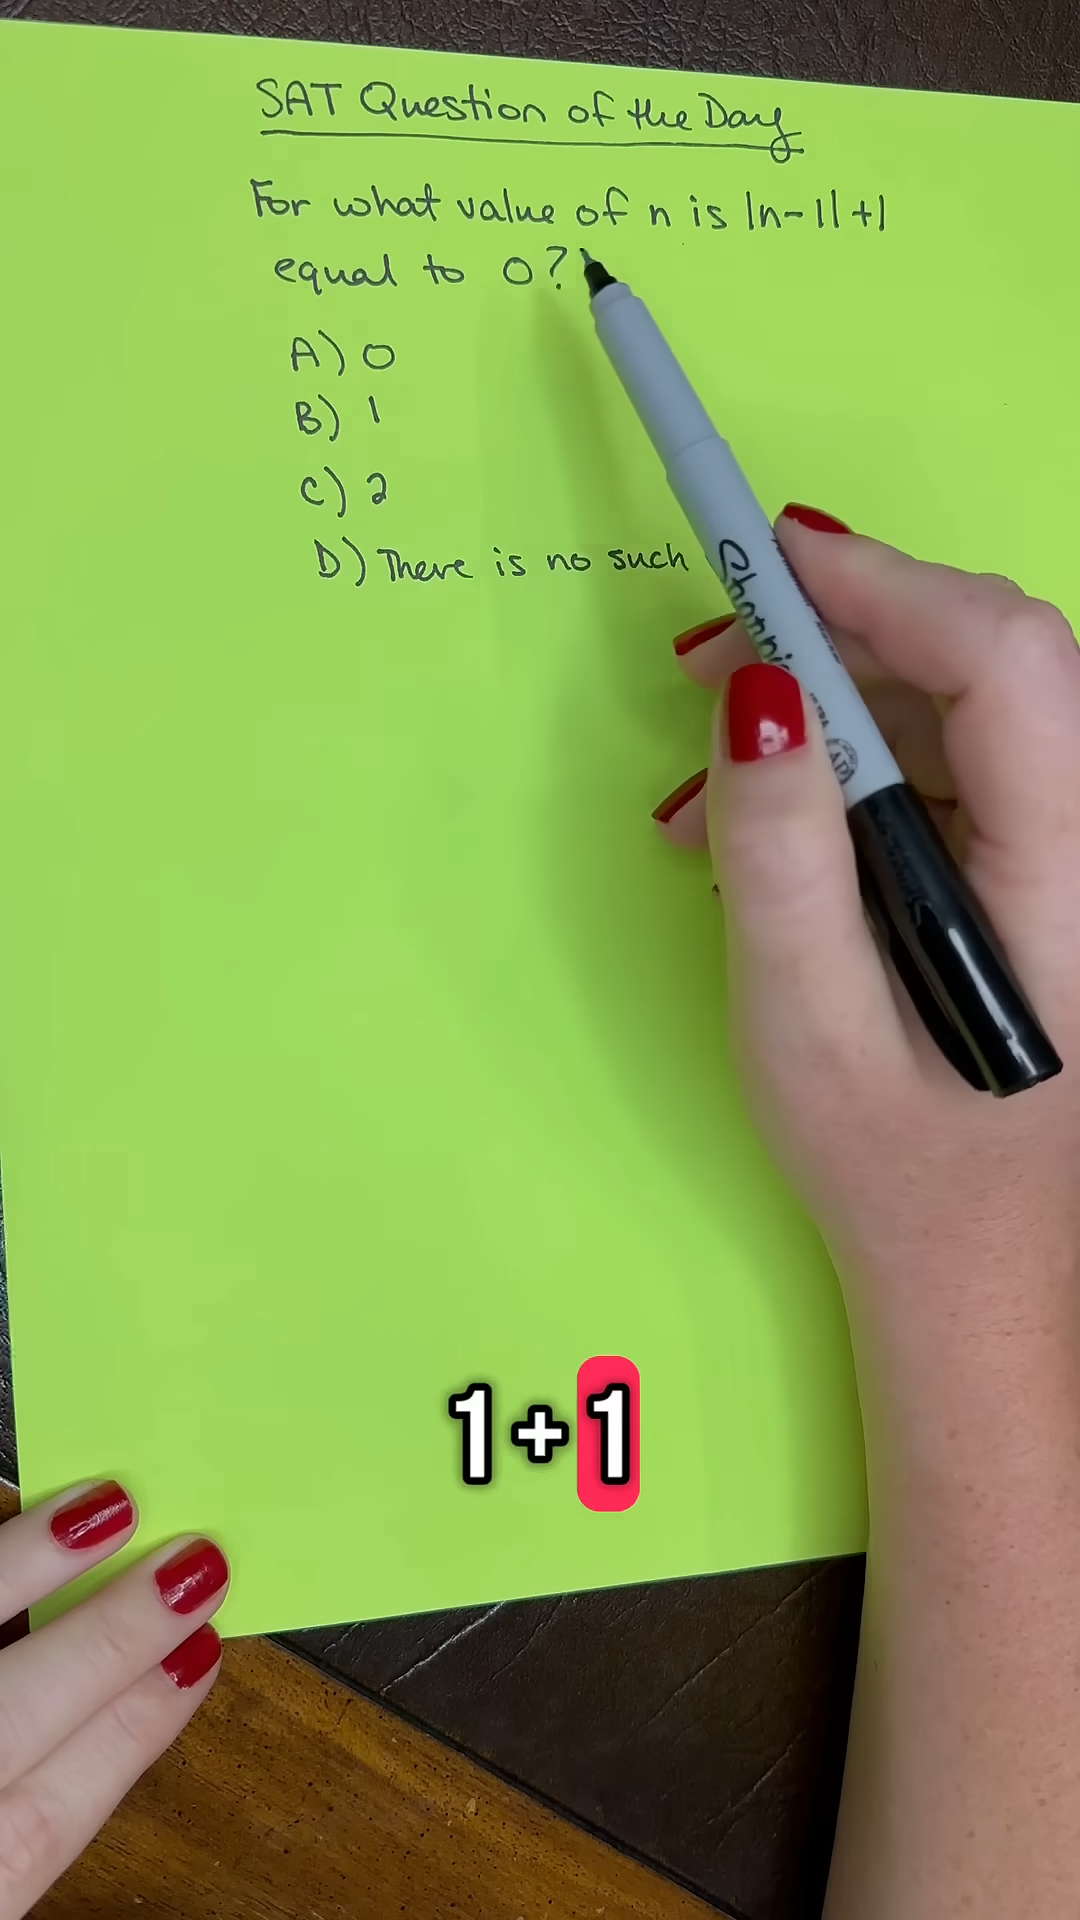 SAT Question of the Day
For what value of n is |n-1|+1
equal to 0?
A) 0
B) 1
C) 2
D) There is no such
Sharpie
1+1